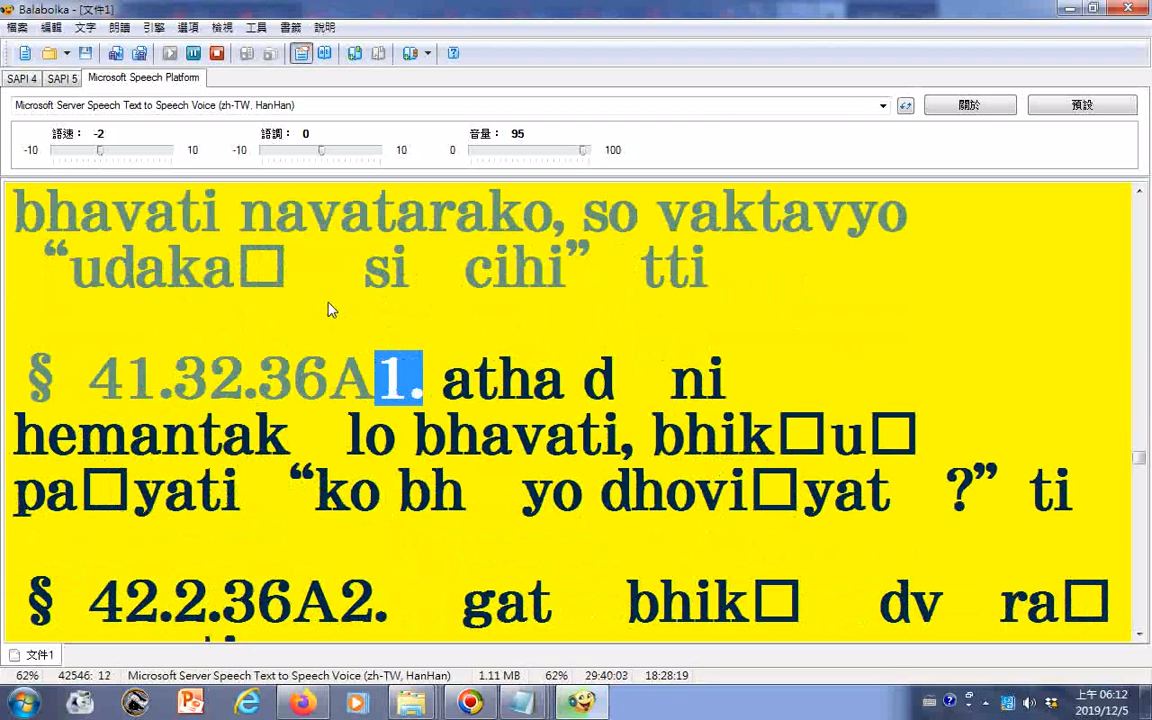 Balabolka - [文件1]
檔案 編輯 文字 朗讀 引擎 選項 檢視 工具 書籤 說明
SAPI 4 SAPI 5 Microsoft Speech Platform
Microsoft Server Speech Text to Speech Voice (zh-TW, HanHan) 關於 預設
語速： -2 語調： 0 音量： 95
-10 10 -10 10 0 100
bhavati navatarako, so vaktavyo
“udaka□ si cihi” tti
§ 41.32.36A1. atha d ni
hemantak lo bhavati, bhik□u□
pa□yati “ko bh yo dhovi□yat ?” ti
§ 42.2.36A2. gat bhik□ dv ra□
文件1
62% 42546: 12 Microsoft Server Speech Text to Speech Voice (zh-TW, HanHan) 1.11 MB 62% 29:40:03 18:28:19
上午 06:12
2019/12/5